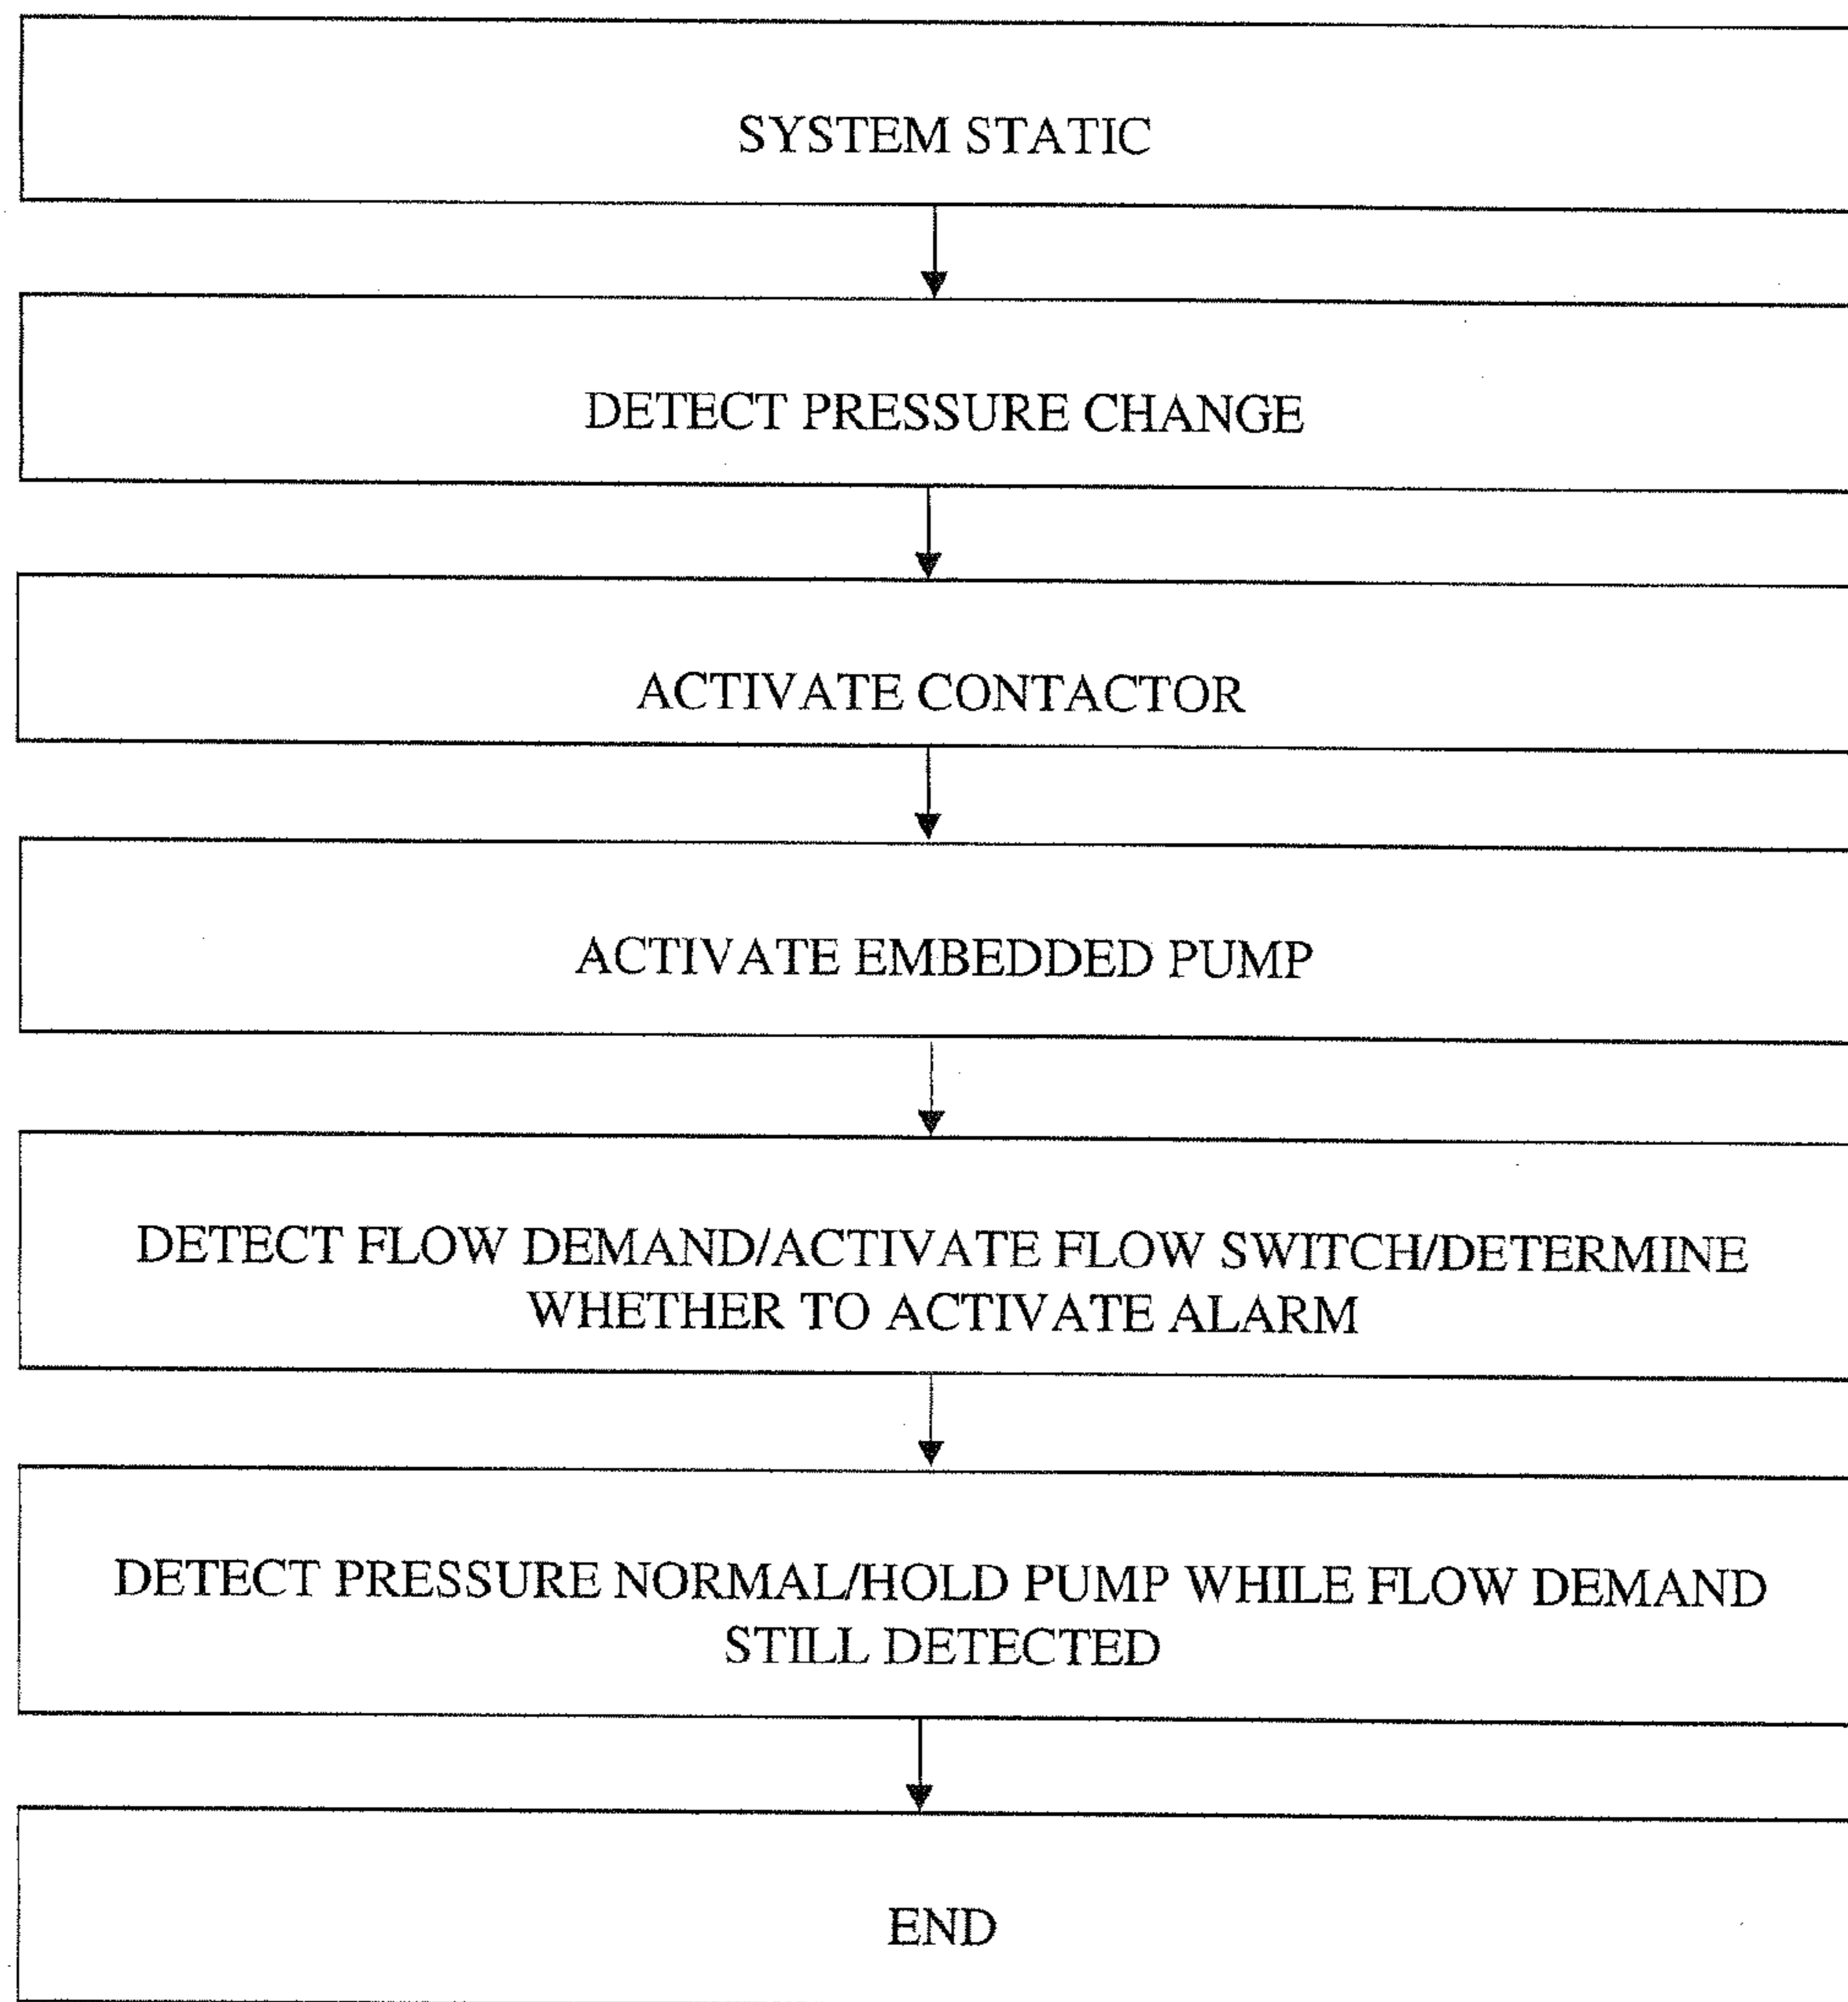 SYSTEM STATIC
DETECT PRESSURE CHANGE
ACTIVATE CONTACTOR
ACTIVATE EMBEDDED PUMP
DETECT FLOW DEMAND/ACTIVATE FLOW SWITCH/DETERMINE
WHETHER TO ACTIVATE ALARM
DETECT PRESSURE NORMAL/HOLD PUMP WHILE FLOW DEMAND
STILL DETECTED
END